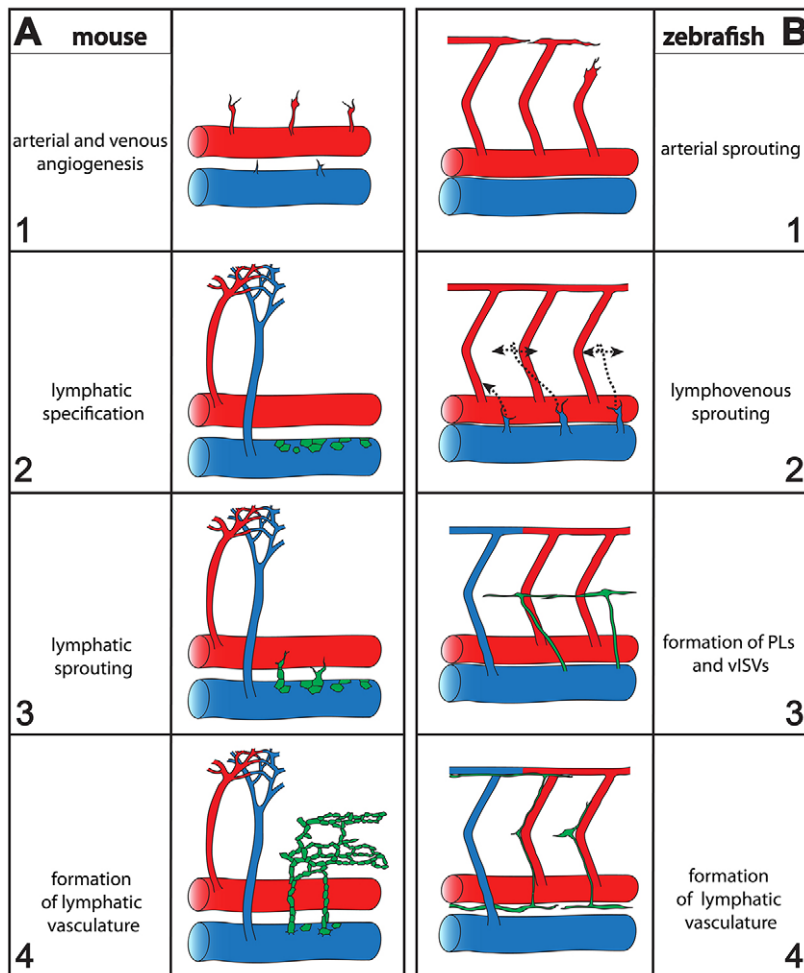 A mouse
zebrafish B
arterial and venous
angiogenesis
1
arterial sprouting
1
lymphatic
specification
2
lymphovenous
sprouting
2
lymphatic
sprouting
3
formation of PLs
and vISVs
3
formation
of lymphatic
vasculature
4
formation
of lymphatic
vasculature
4